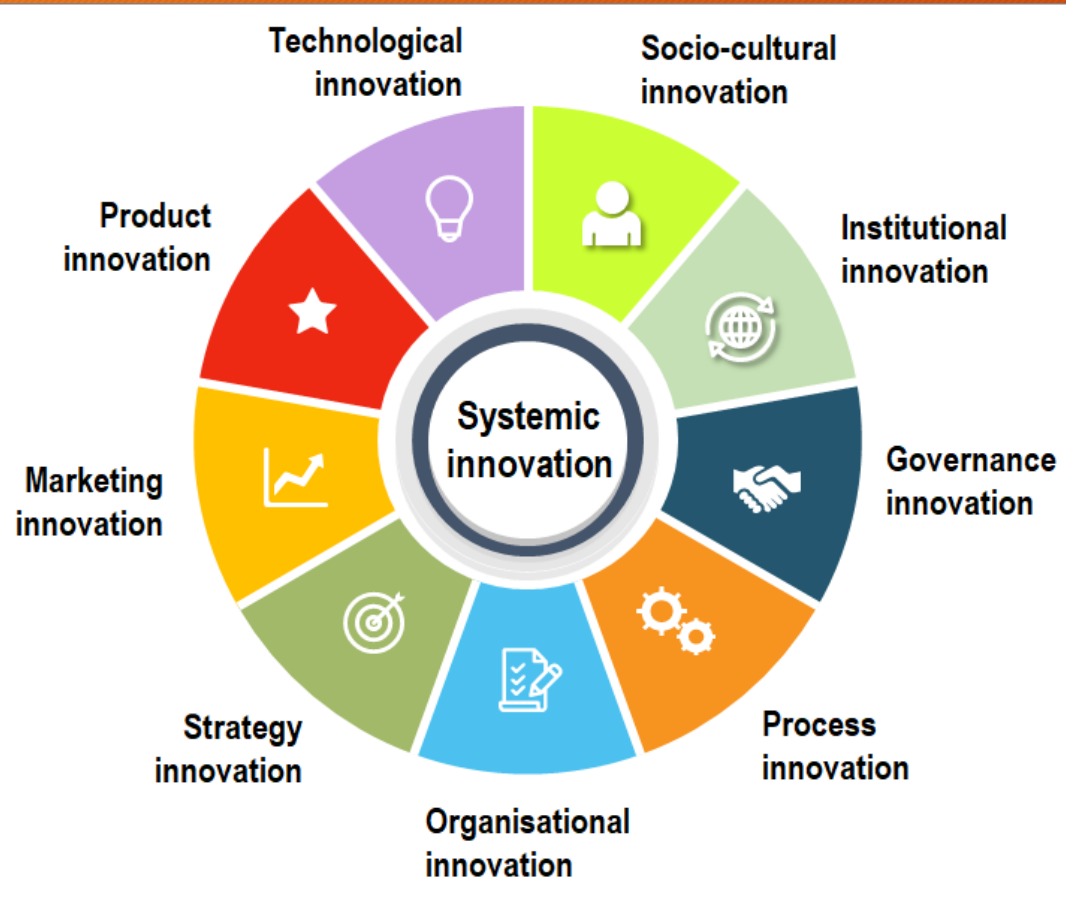 Technological
innovation
Socio-cultural
innovation
Product
innovation
Institutional
innovation
Systemic
innovation
Marketing
innovation
Governance
innovation
Strategy
innovation
Process
innovation
Organisational
innovation